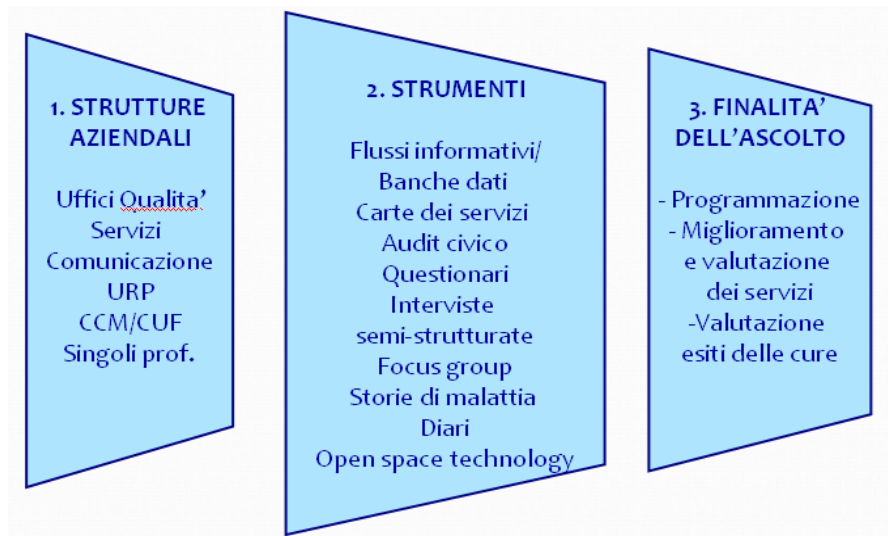 1. STRUTTURE
AZIENDALI
Uffici Qualita’
Servizi
Comunicazione
URP
CCM/CUF
Singoli prof.
2. STRUMENTI
Flussi informativi/
Banche dati
Carte dei servizi
Audit civico
Questionari
Interviste
semi-strutturate
Focus group
Storie di malattia
Diari
Open space technology
3. FINALITA’
DELL’ASCOLTO
- Programmazione
- Miglioramento
e valutazione
dei servizi
-Valutazione
esiti delle cure